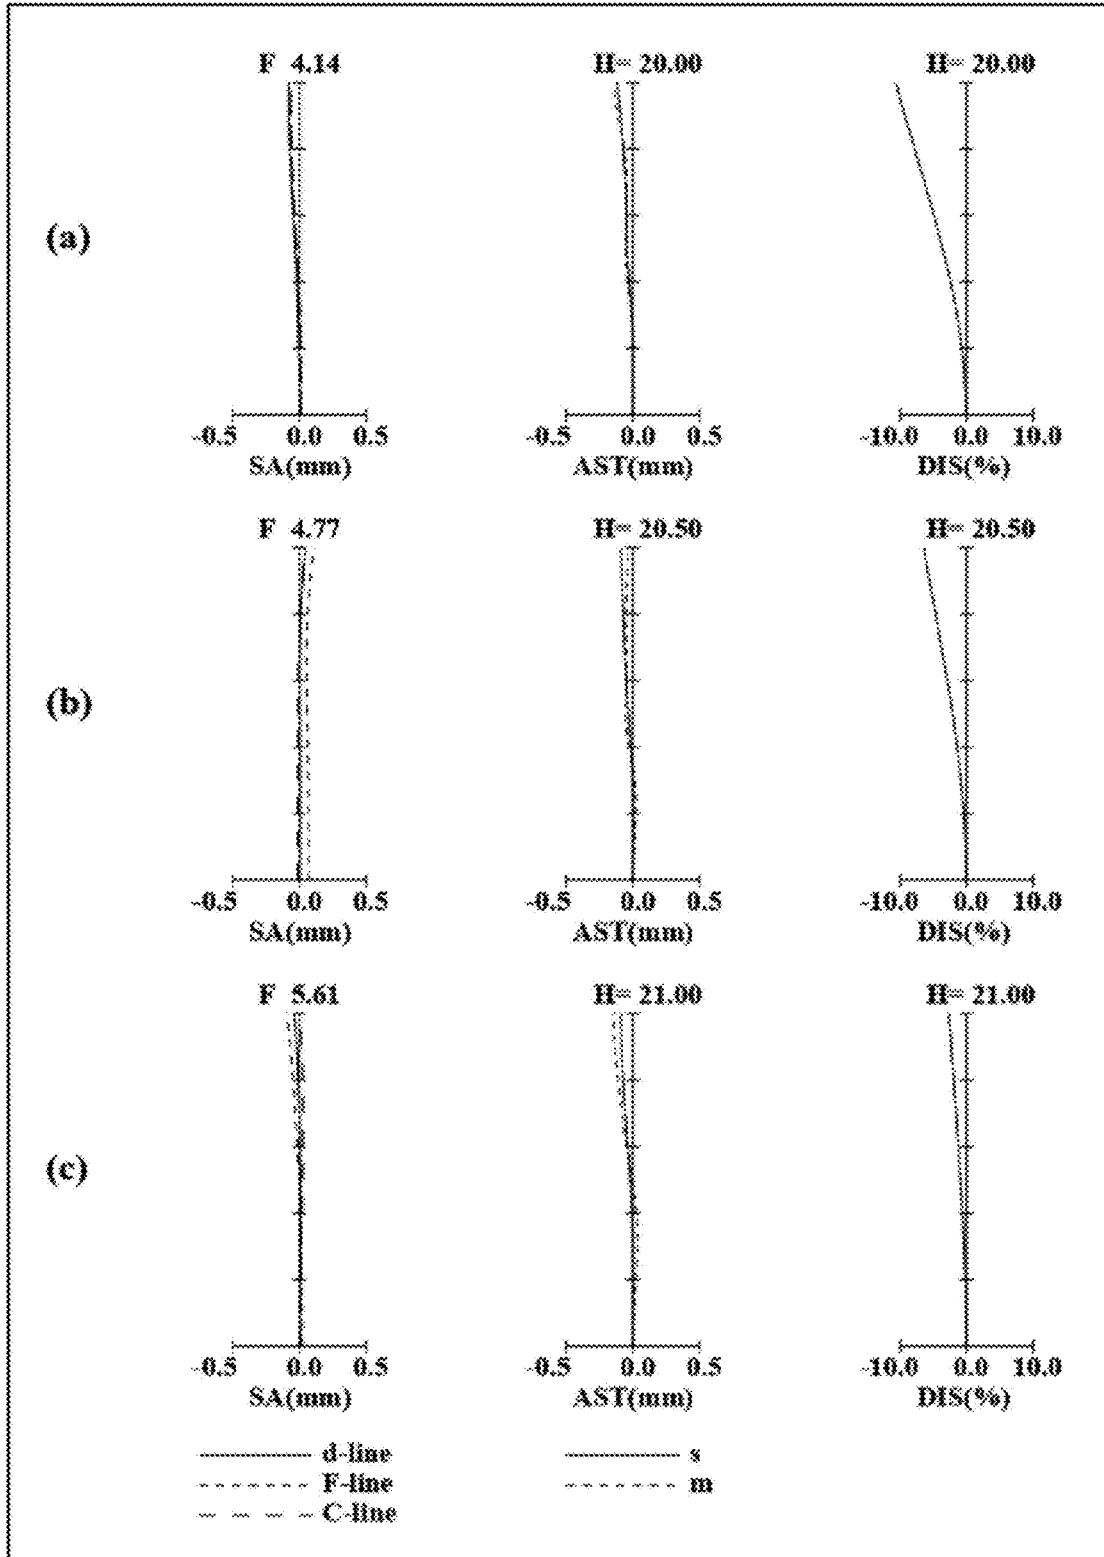 F 4.14 H= 20.00 H= 20.00
(a)
-0.5 0.0 0.5 -0.5 0.0 0.5 -10.0 0.0 10.0
SA(mm) AST(mm) DIS(%)
F 4.77 H= 20.50 H= 20.50
(b)
-0.5 0.0 0.5 -0.5 0.0 0.5 -10.0 0.0 10.0
SA(mm) AST(mm) DIS(%)
F 5.61 H= 21.00 H= 21.00
(c)
-0.5 0.0 0.5 -0.5 0.0 0.5 -10.0 0.0 10.0
SA(mm) AST(mm) DIS(%)
d-line s
F-line m
C-line